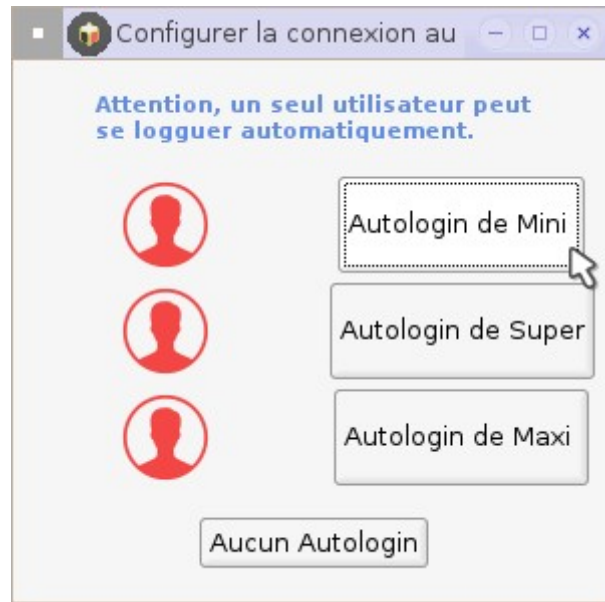 Configurer la connexion au
Attention, un seul utilisateur peut
se logguer automatiquement.
Autologin de Mini
Autologin de Super
Autologin de Maxi
Aucun Autologin